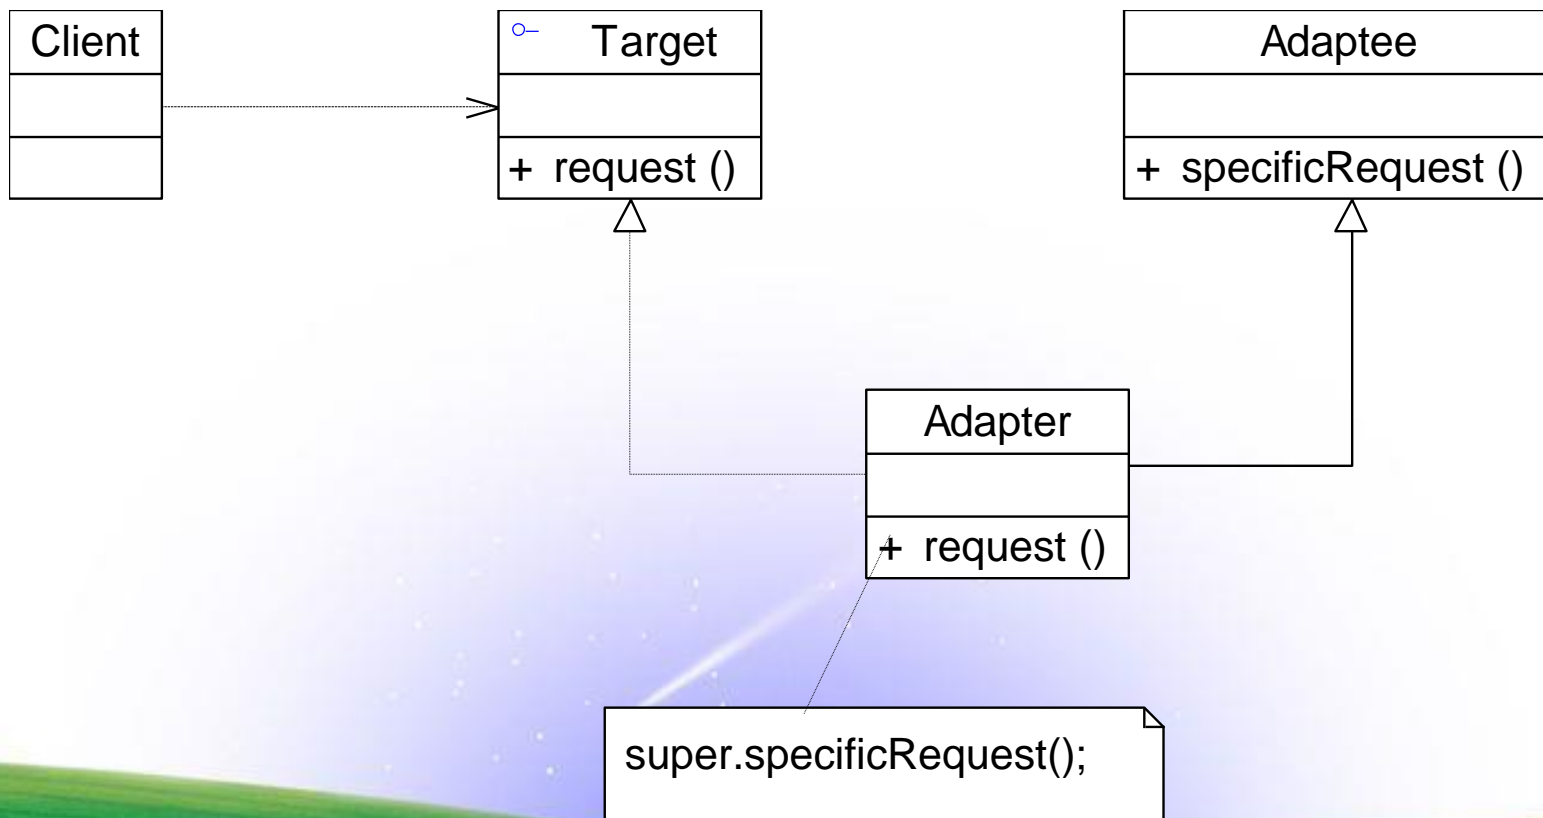 Client
Target
Adaptee
+ request ()
+ specificRequest ()
Adapter
+ request ()
super.specificRequest();